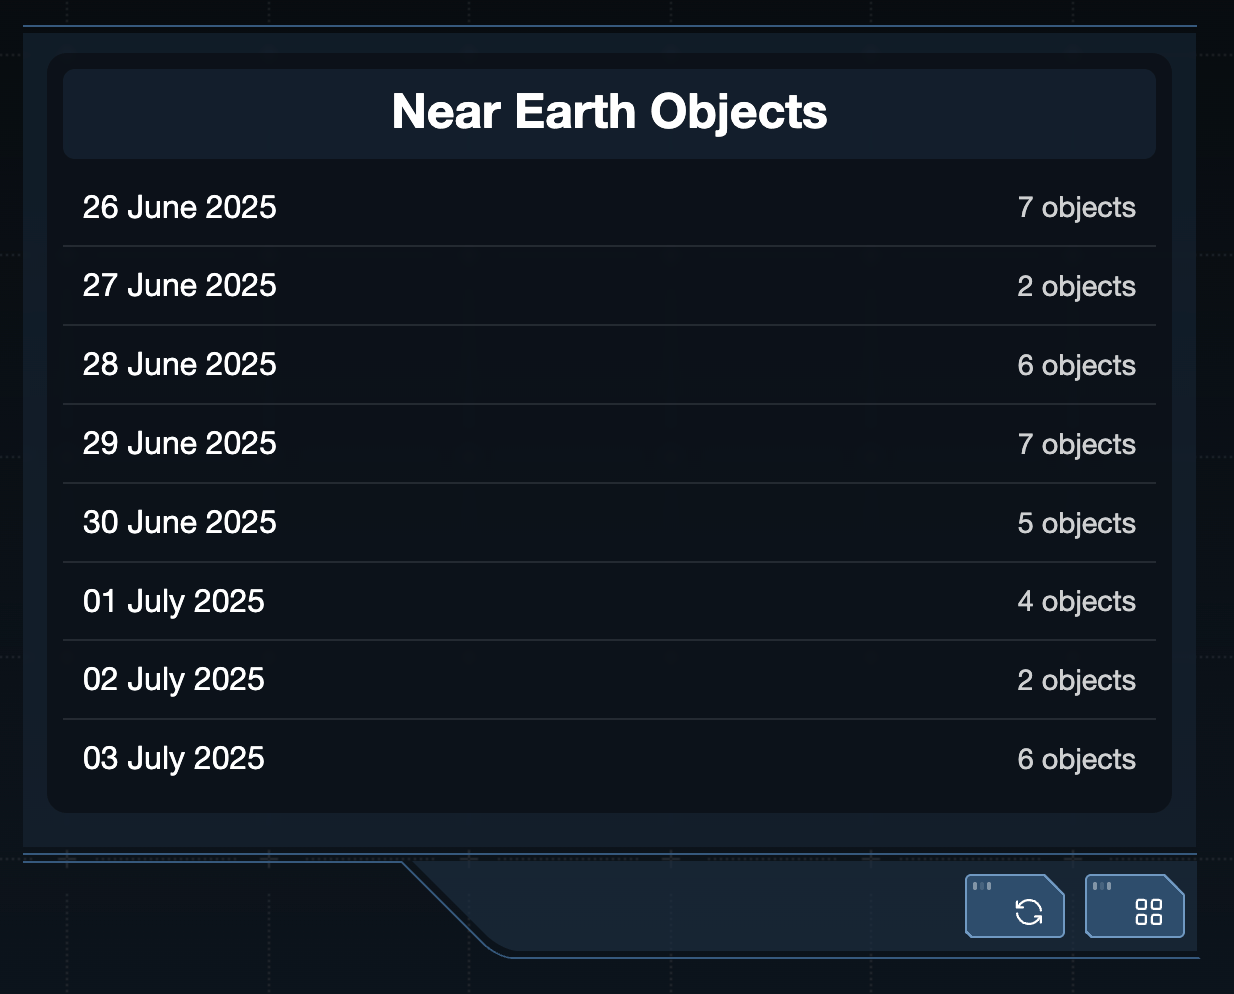 Near Earth Objects
26 June 2025 7 objects
27 June 2025 2 objects
28 June 2025 6 objects
29 June 2025 7 objects
30 June 2025 5 objects
01 July 2025 4 objects
02 July 2025 2 objects
03 July 2025 6 objects